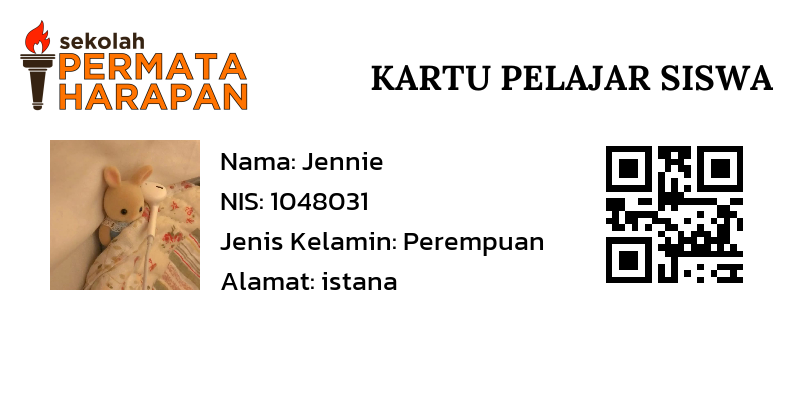 sekolah
PERMATA
HARAPAN
KARTU PELAJAR SISWA
Nama: Jennie
NIS: 1048031
Jenis Kelamin: Perempuan
Alamat: istana